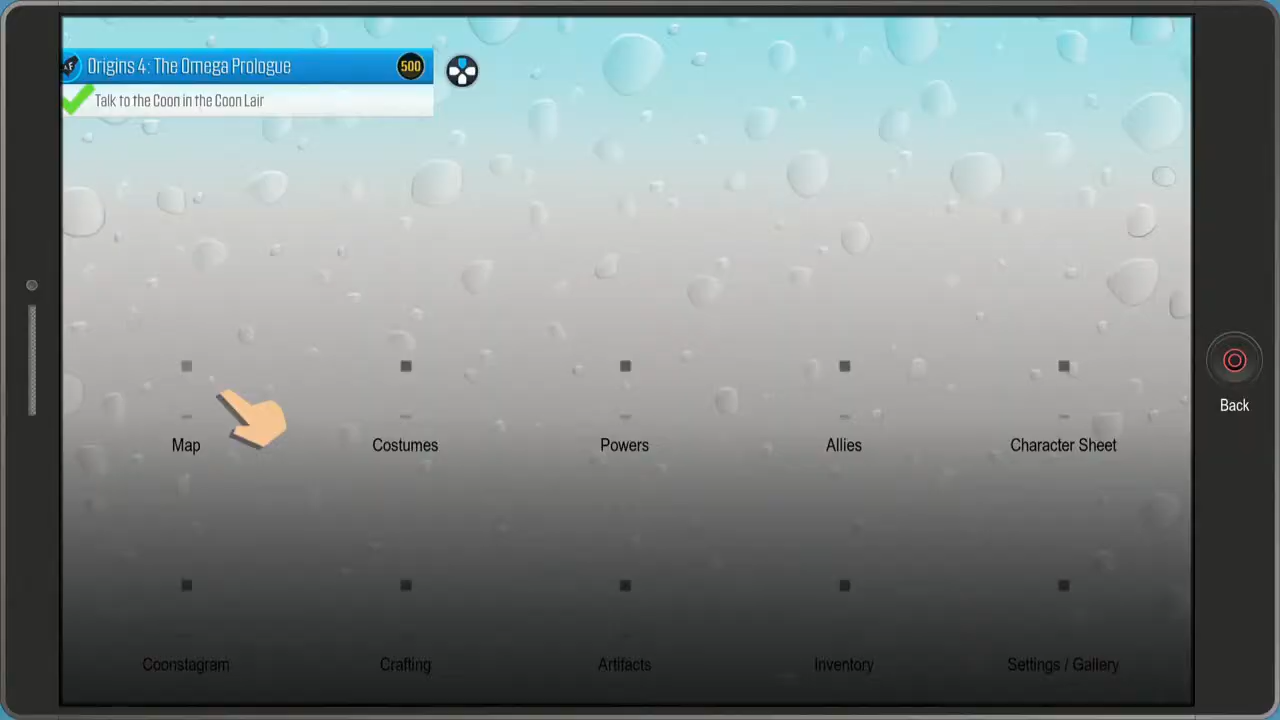 Origins 4: The Omega Prologue 500
Talk to the Coon in the Coon Lair
Back
Map Costumes Powers Allies Character Sheet
Coonstagram Crafting Artifacts Inventory Settings / Gallery